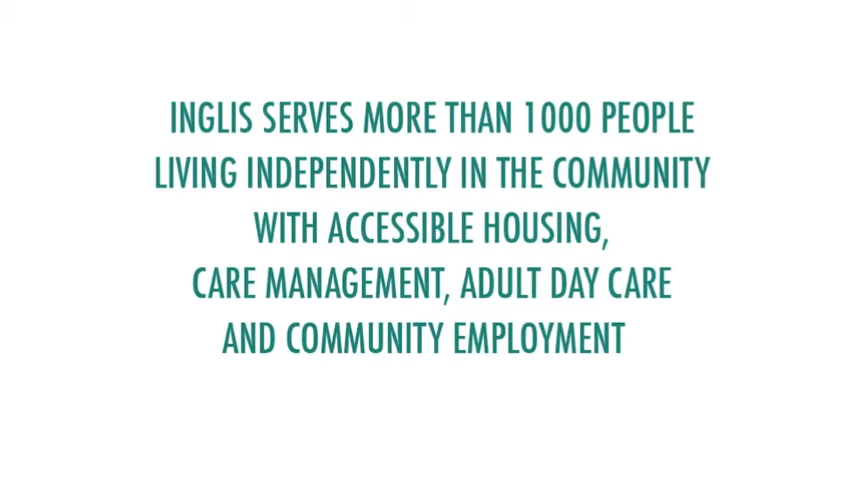 INGLIS SERVES MORE THAN 1000 PEOPLE
LIVING INDEPENDENTLY IN THE COMMUNITY
WITH ACCESSIBLE HOUSING,
CARE MANAGEMENT, ADULT DAY CARE
AND COMMUNITY EMPLOYMENT